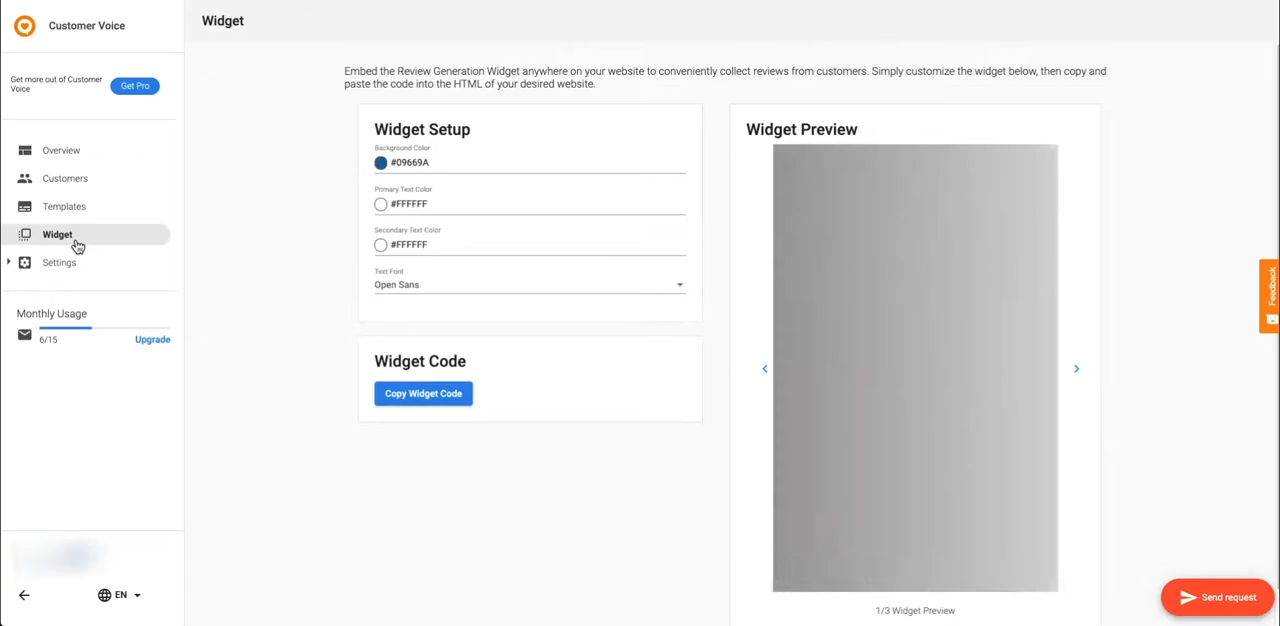 Customer Voice
Get more out of Customer
Voice
Get Pro
Overview
Customers
Templates
Widget
Settings
Monthly Usage
6/15
Upgrade
EN
Widget
Embed the Review Generation Widget anywhere on your website to conveniently collect reviews from customers. Simply customize the widget below, then copy and
paste the code into the HTML of your desired website.
Widget Setup
Background Color
#09669A
Primary Text Color
#FFFFFF
Secondary Text Color
#FFFFFF
Text Font
Open Sans
Widget Code
Copy Widget Code
Widget Preview
1/3 Widget Preview
Feedback
Send request